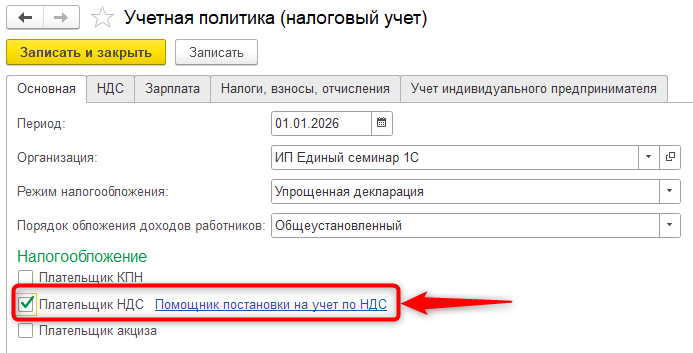 Учетная политика (налоговый учет)
Записать и закрыть Записать
Основная НДС Зарплата Налоги, взносы, отчисления Учет индивидуального предпринимателя
Период: 01.01.2026
Организация: ИП Единый семинар 1С
Режим налогообложения: Упрощенная декларация
Порядок обложения доходов работников: Общеустановленный
Налогообложение
Плательщик КПН
Плательщик НДС Помощник постановки на учет по НДС
Плательщик акциза